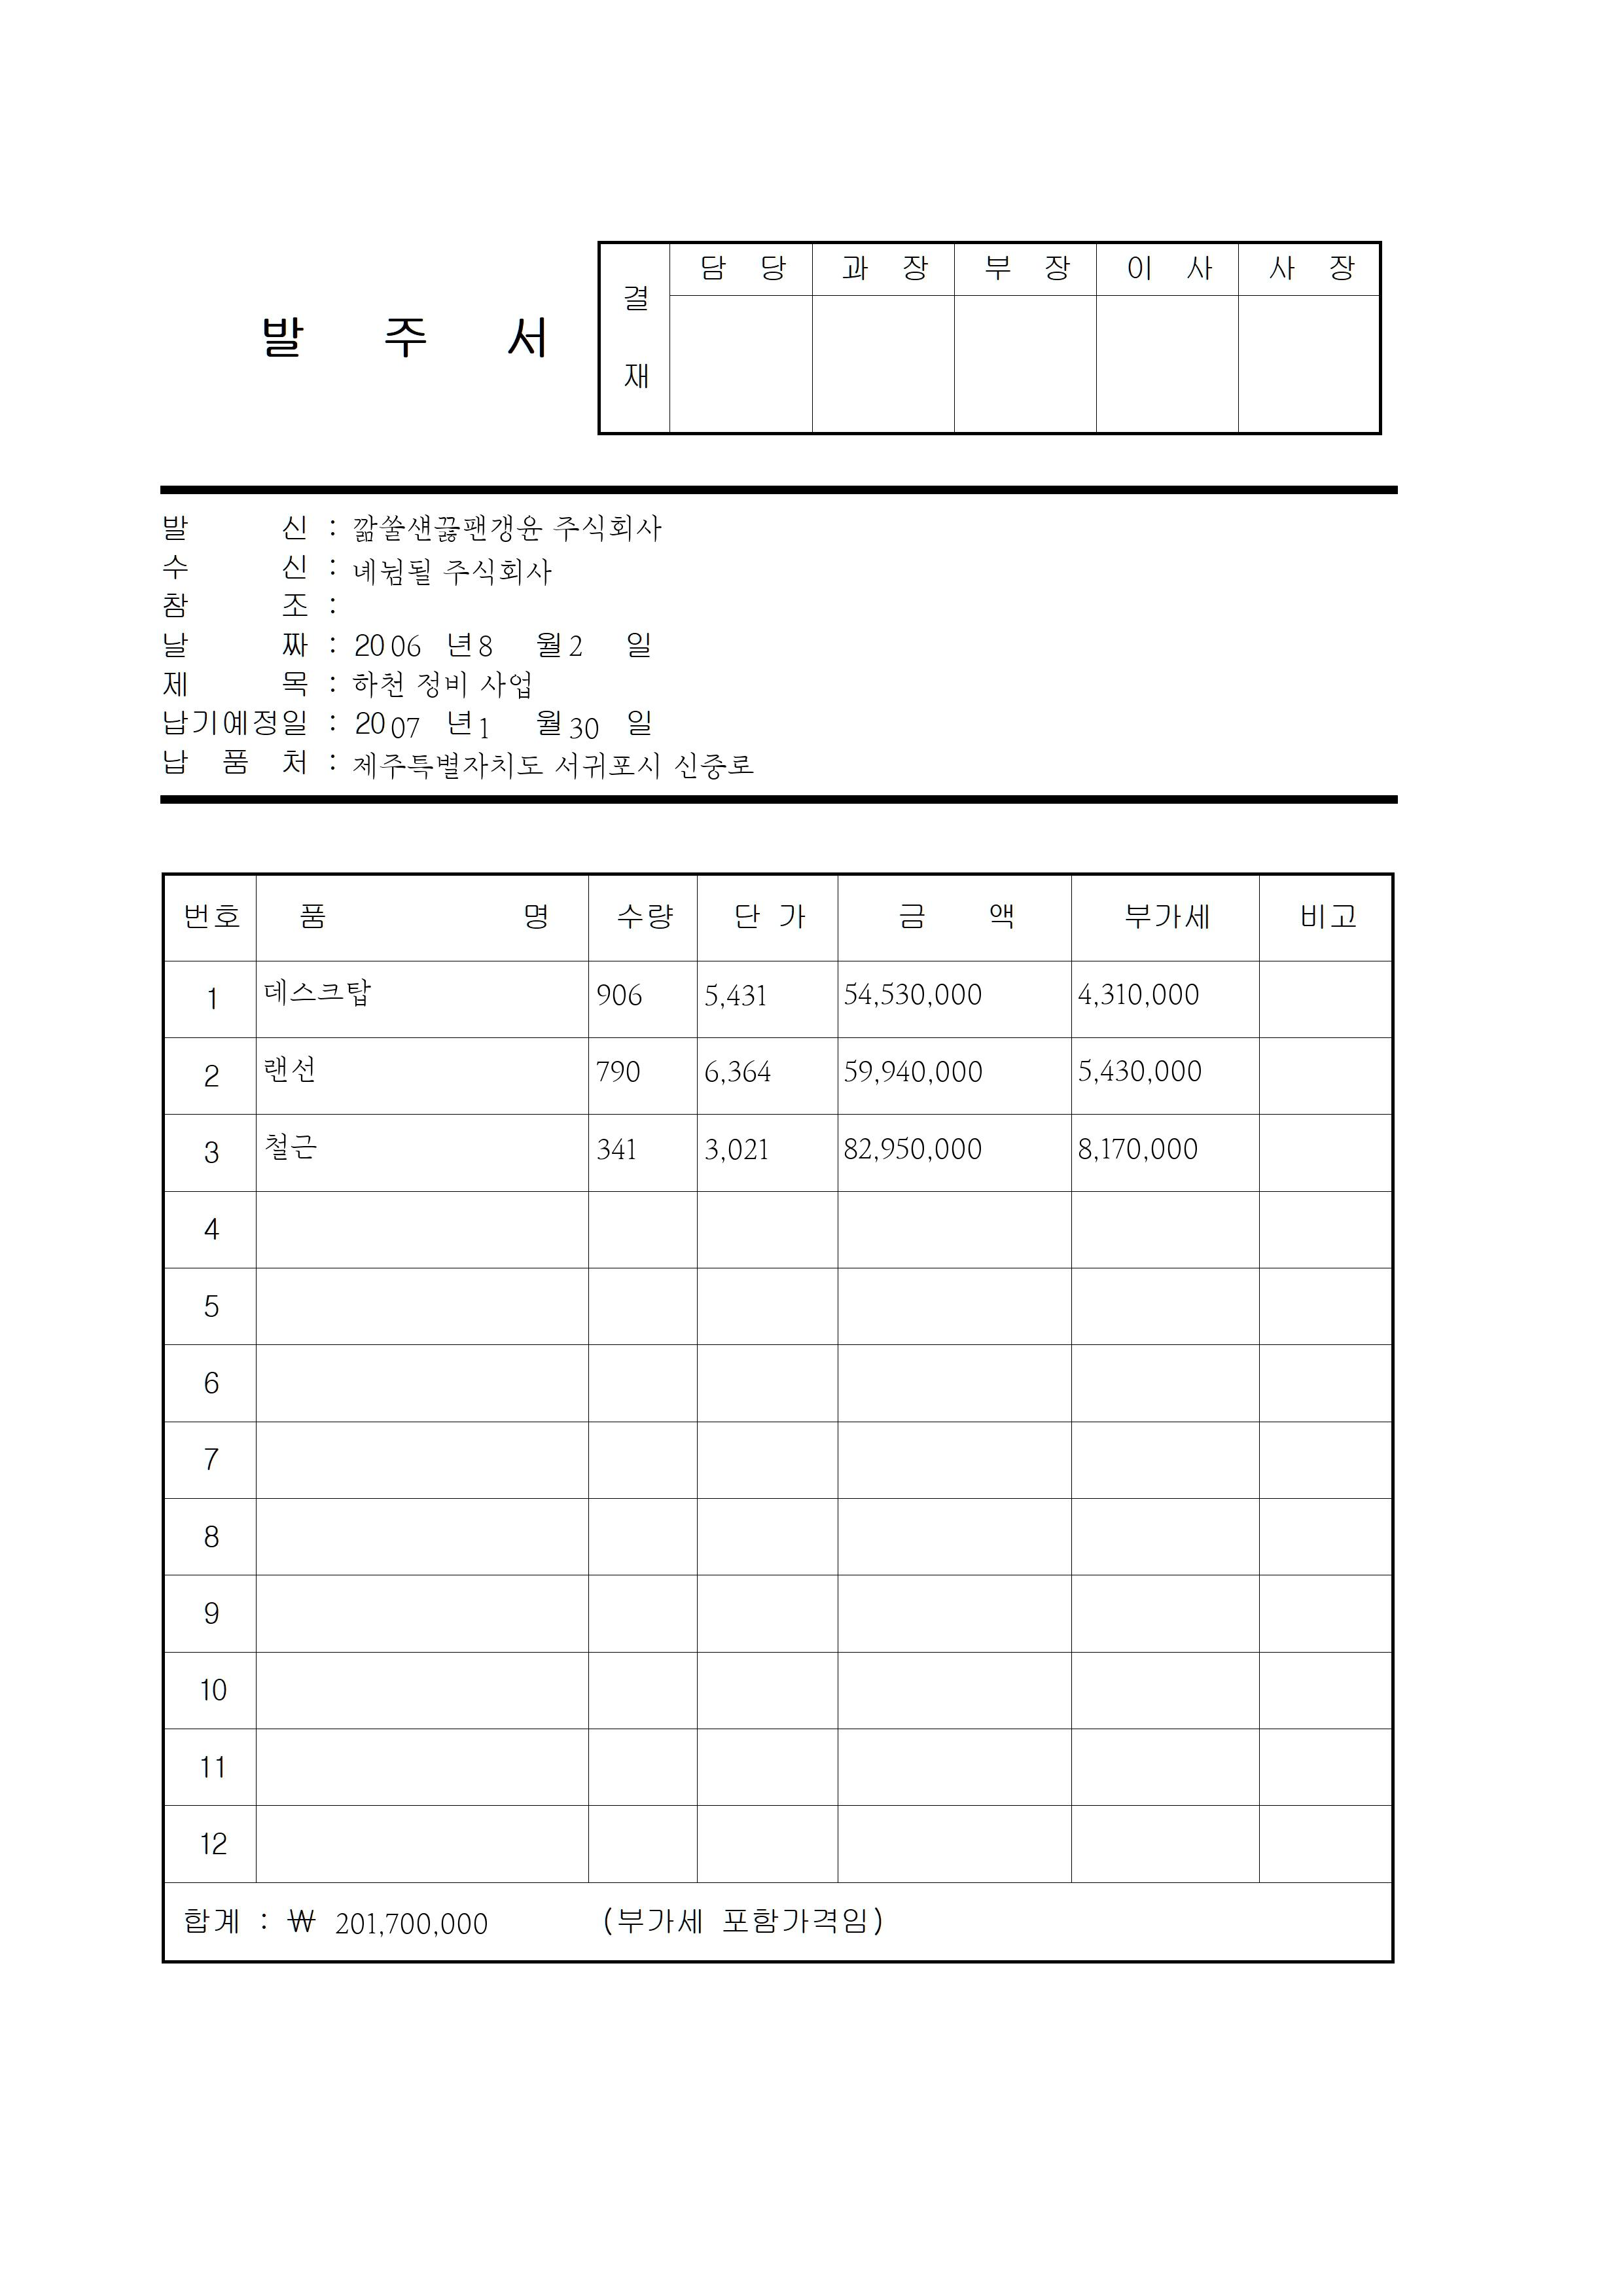 발 주 서
결 재
담 당 과 장 부 장 이 사 사 장
발 신 : 깖쑬섄끓팬갱윤 주식회사
수 신 : 녜뉨될 주식회사
참 조 :
날 짜 : 2006 년 8 월 2 일
제 목 : 하천 정비 사업
납기예정일 : 2007 년 1 월 30 일
납 품 처 : 제주특별자치도 서귀포시 신중로
번호 품 명 수량 단 가 금 액 부가세 비고
1 데스크탑 906 5,431 54,530,000 4,310,000
2 랜선 790 6,364 59,940,000 5,430,000
3 철근 341 3,021 82,950,000 8,170,000
4
5
6
7
8
9
10
11
12
합계 : ₩ 201,700,000 (부가세 포함가격임)